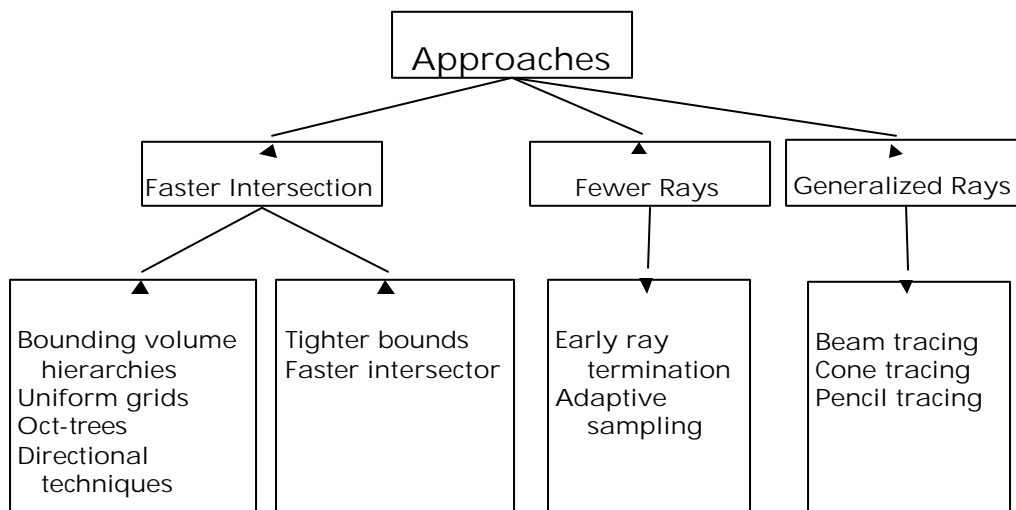 Approaches
Faster Intersection
Fewer Rays
Generalized Rays
Bounding volume
hierarchies
Uniform grids
Oct-trees
Directional
techniques
Tighter bounds
Faster intersector
Early ray
termination
Adaptive
sampling
Beam tracing
Cone tracing
Pencil tracing